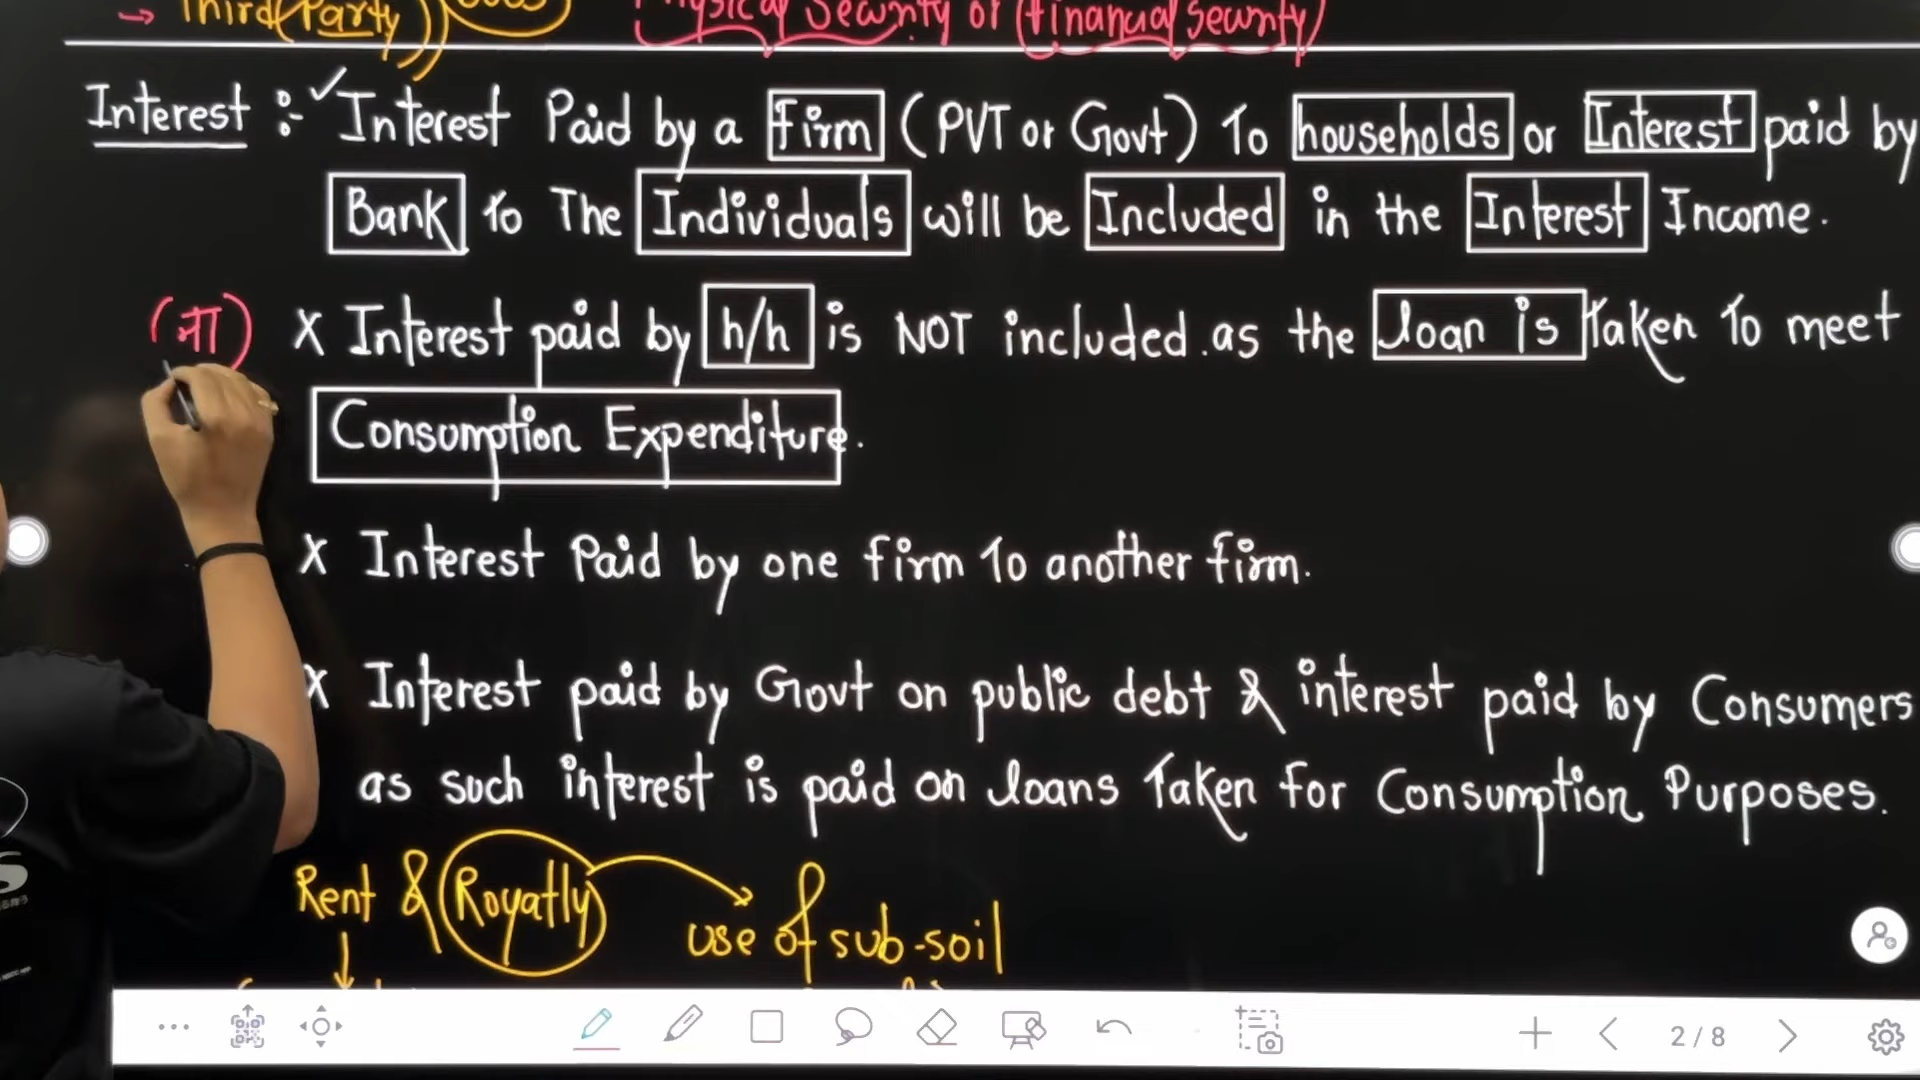 → Third (Party))
Physical Security or (Financial Security)
Interest :- ✓ Interest Paid by a Firm (PVT or Govt) To households or Interest paid by
Bank to The Individuals will be Included in the Interest Income.
(ना) X Interest paid by h/h is NOT included. as the loan is Taken To meet
Consumption Expenditure.
X Interest Paid by one firm To another firm.
X Interest paid by Govt on public debt & interest paid by Consumers
as such interest is paid on loans Taken for Consumption Purposes.
Rent & Royatly use of sub-soil
2/8